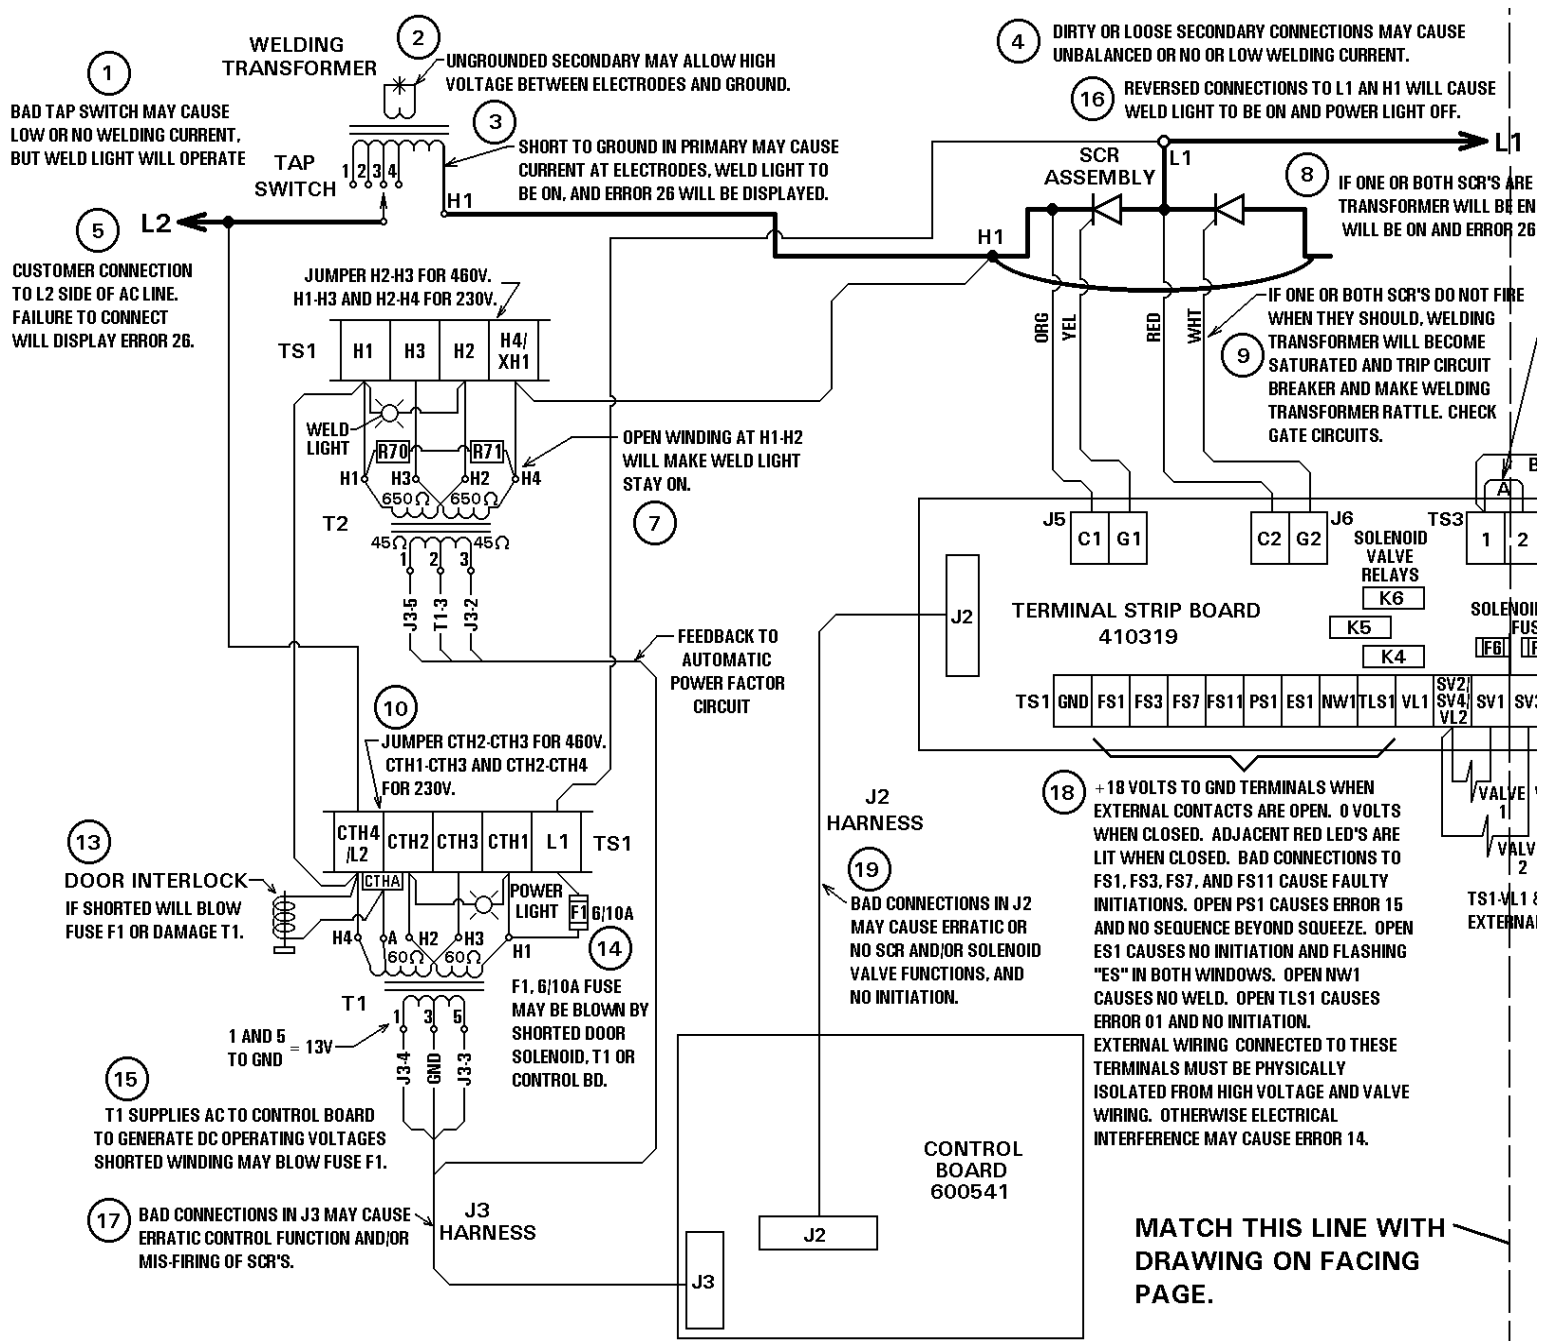 WELDING
TRANSFORMER
1
BAD TAP SWITCH MAY CAUSE
LOW OR NO WELDING CURRENT,
BUT WELD LIGHT WILL OPERATE
2
UNGROUNDED SECONDARY MAY ALLOW HIGH
VOLTAGE BETWEEN ELECTRODES AND GROUND.
3
SHORT TO GROUND IN PRIMARY MAY CAUSE
CURRENT AT ELECTRODES, WELD LIGHT TO
BE ON, AND ERROR 26 WILL BE DISPLAYED.
4
DIRTY OR LOOSE SECONDARY CONNECTIONS MAY CAUSE
UNBALANCED OR NO OR LOW WELDING CURRENT.
16
REVERSED CONNECTIONS TO L1 AN H1 WILL CAUSE
WELD LIGHT TO BE ON AND POWER LIGHT OFF.
TAP
SWITCH
1 2 3 4
H1
L2
L1
L1
SCR
ASSEMBLY
H1
8
IF ONE OR BOTH SCR'S ARE
TRANSFORMER WILL BE EN
WILL BE ON AND ERROR 26
5
CUSTOMER CONNECTION
TO L2 SIDE OF AC LINE.
FAILURE TO CONNECT
WILL DISPLAY ERROR 26.
JUMPER H2-H3 FOR 460V.
H1-H3 AND H2-H4 FOR 230V.
TS1
H1
H3
H2
H4/
XH1
WELD
LIGHT
R70
R71
H1
H3
H2
H4
650Ω
650Ω
T2
45Ω
45Ω
1
2
3
J3-5
T1-3
J3-2
OPEN WINDING AT H1-H2
WILL MAKE WELD LIGHT
STAY ON.
7
ORG
YEL
RED
WHT
9
IF ONE OR BOTH SCR'S DO NOT FIRE
WHEN THEY SHOULD, WELDING
TRANSFORMER WILL BECOME
SATURATED AND TRIP CIRCUIT
BREAKER AND MAKE WELDING
TRANSFORMER RATTLE. CHECK
GATE CIRCUITS.
B
A
J5
C1
G1
C2
G2
J6
TS3
1
2
SOLENOID
VALVE
RELAYS
K6
K5
K4
J2
TERMINAL STRIP BOARD
410319
SOLENOI
FUS
F6
F
TS1
GND
FS1
FS3
FS7
FS11
PS1
ES1
NW1
TLS1
VL1
SV2/
SV4/
VL2
SV1
SV3
FEEDBACK TO
AUTOMATIC
POWER FACTOR
CIRCUIT
10
JUMPER CTH2-CTH3 FOR 460V.
CTH1-CTH3 AND CTH2-CTH4
FOR 230V.
CTH4
/L2
CTH2
CTH3
CTH1
L1
TS1
13
DOOR INTERLOCK
IF SHORTED WILL BLOW
FUSE F1 OR DAMAGE T1.
CTHA
POWER
LIGHT
F1
6/10A
H4
A
H2
H3
H1
60Ω
60Ω
14
F1, 6/10A FUSE
MAY BE BLOWN BY
SHORTED DOOR
SOLENOID, T1 OR
CONTROL BD.
T1
1
3
5
1 AND 5
TO GND
= 13V
J3-4
GND
J3-3
15
T1 SUPPLIES AC TO CONTROL BOARD
TO GENERATE DC OPERATING VOLTAGES
SHORTED WINDING MAY BLOW FUSE F1.
17
BAD CONNECTIONS IN J3 MAY CAUSE
ERRATIC CONTROL FUNCTION AND/OR
MIS-FIRING OF SCR'S.
J3
HARNESS
J2
HARNESS
19
BAD CONNECTIONS IN J2
MAY CAUSE ERRATIC OR
NO SCR AND/OR SOLENOID
VALVE FUNCTIONS, AND
NO INITIATION.
18
+18 VOLTS TO GND TERMINALS WHEN
EXTERNAL CONTACTS ARE OPEN. 0 VOLTS
WHEN CLOSED. ADJACENT RED LED'S ARE
LIT WHEN CLOSED. BAD CONNECTIONS TO
FS1, FS3, FS7, AND FS11 CAUSE FAULTY
INITIATIONS. OPEN PS1 CAUSES ERROR 15
AND NO SEQUENCE BEYOND SQUEEZE. OPEN
ES1 CAUSES NO INITIATION AND FLASHING
"ES" IN BOTH WINDOWS. OPEN NW1
CAUSES NO WELD. OPEN TLS1 CAUSES
ERROR 01 AND NO INITIATION.
EXTERNAL WIRING CONNECTED TO THESE
TERMINALS MUST BE PHYSICALLY
ISOLATED FROM HIGH VOLTAGE AND VALVE
WIRING. OTHERWISE ELECTRICAL
INTERFERENCE MAY CAUSE ERROR 14.
VALVE
1
VALV
2
TS1-VL1 &
EXTERNA
CONTROL
BOARD
600541
J2
J3
MATCH THIS LINE WITH
DRAWING ON FACING
PAGE.